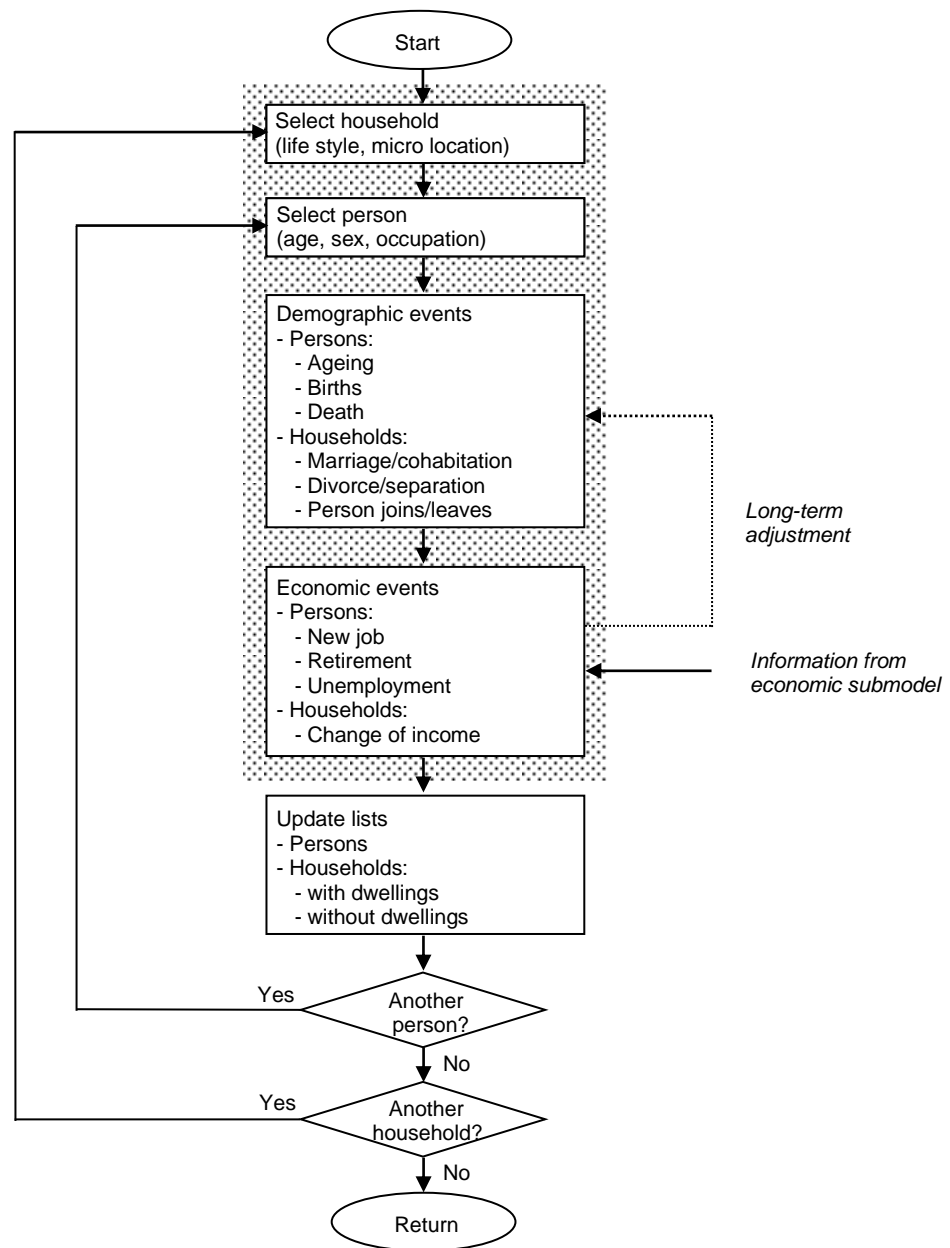 Start
Select household
(life style, micro location)
Select person
(age, sex, occupation)
Demographic events
- Persons:
- Ageing
- Births
- Death
- Households:
- Marriage/cohabitation
- Divorce/separation
- Person joins/leaves
Long-term
adjustment
Economic events
- Persons:
- New job
- Retirement
- Unemployment
- Households:
- Change of income
Information from
economic submodel
Update lists
- Persons
- Households:
- with dwellings
- without dwellings
Yes
Another
person?
No
Yes
Another
household?
No
Return